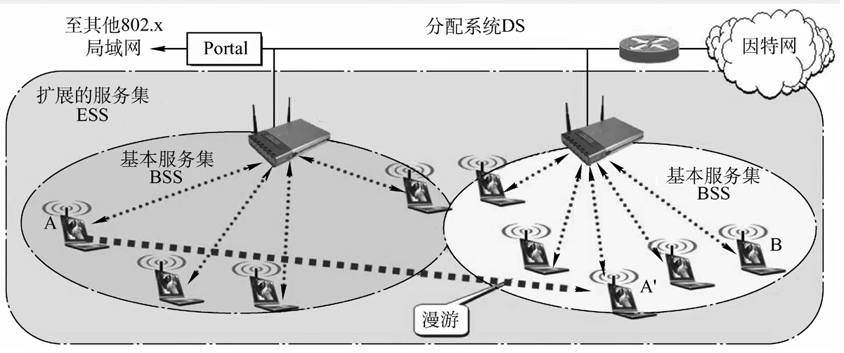 至其他802.x
局域网
Portal
分配系统DS
因特网
扩展的服务集
ESS
基本服务集
BSS
基本服务集
BSS
A
B
A'
漫游